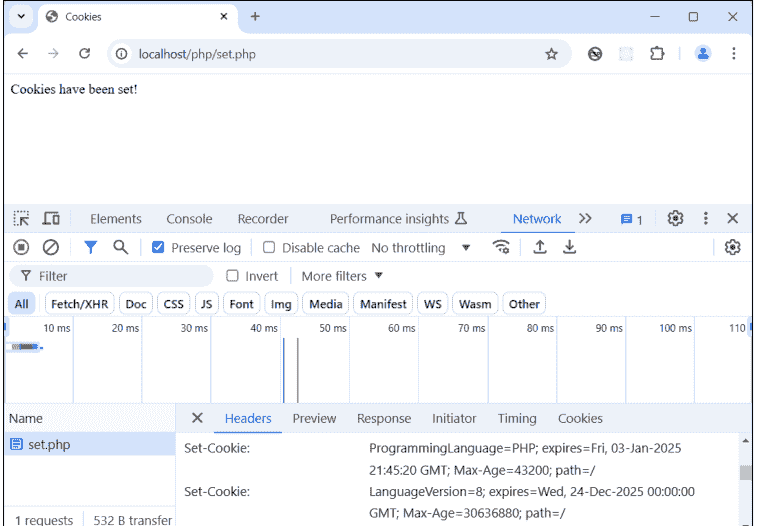 Cookies
localhost/php/set.php
Cookies have been set!
Elements Console Recorder Performance insights Network 1
Preserve log Disable cache No throttling
Filter Invert More filters
All Fetch/XHR Doc CSS JS Font Img Media Manifest WS Wasm Other
10 ms 20 ms 30 ms 40 ms 50 ms 60 ms 70 ms 80 ms 90 ms 100 ms 110
Name Headers Preview Response Initiator Timing Cookies
set.php
Set-Cookie: ProgrammingLanguage=PHP; expires=Fri, 03-Jan-2025
21:45:20 GMT; Max-Age=43200; path=/
Set-Cookie: LanguageVersion=8; expires=Wed, 24-Dec-2025 00:00:00
GMT; Max-Age=30636880; path=/
1 requests 532 B transfer